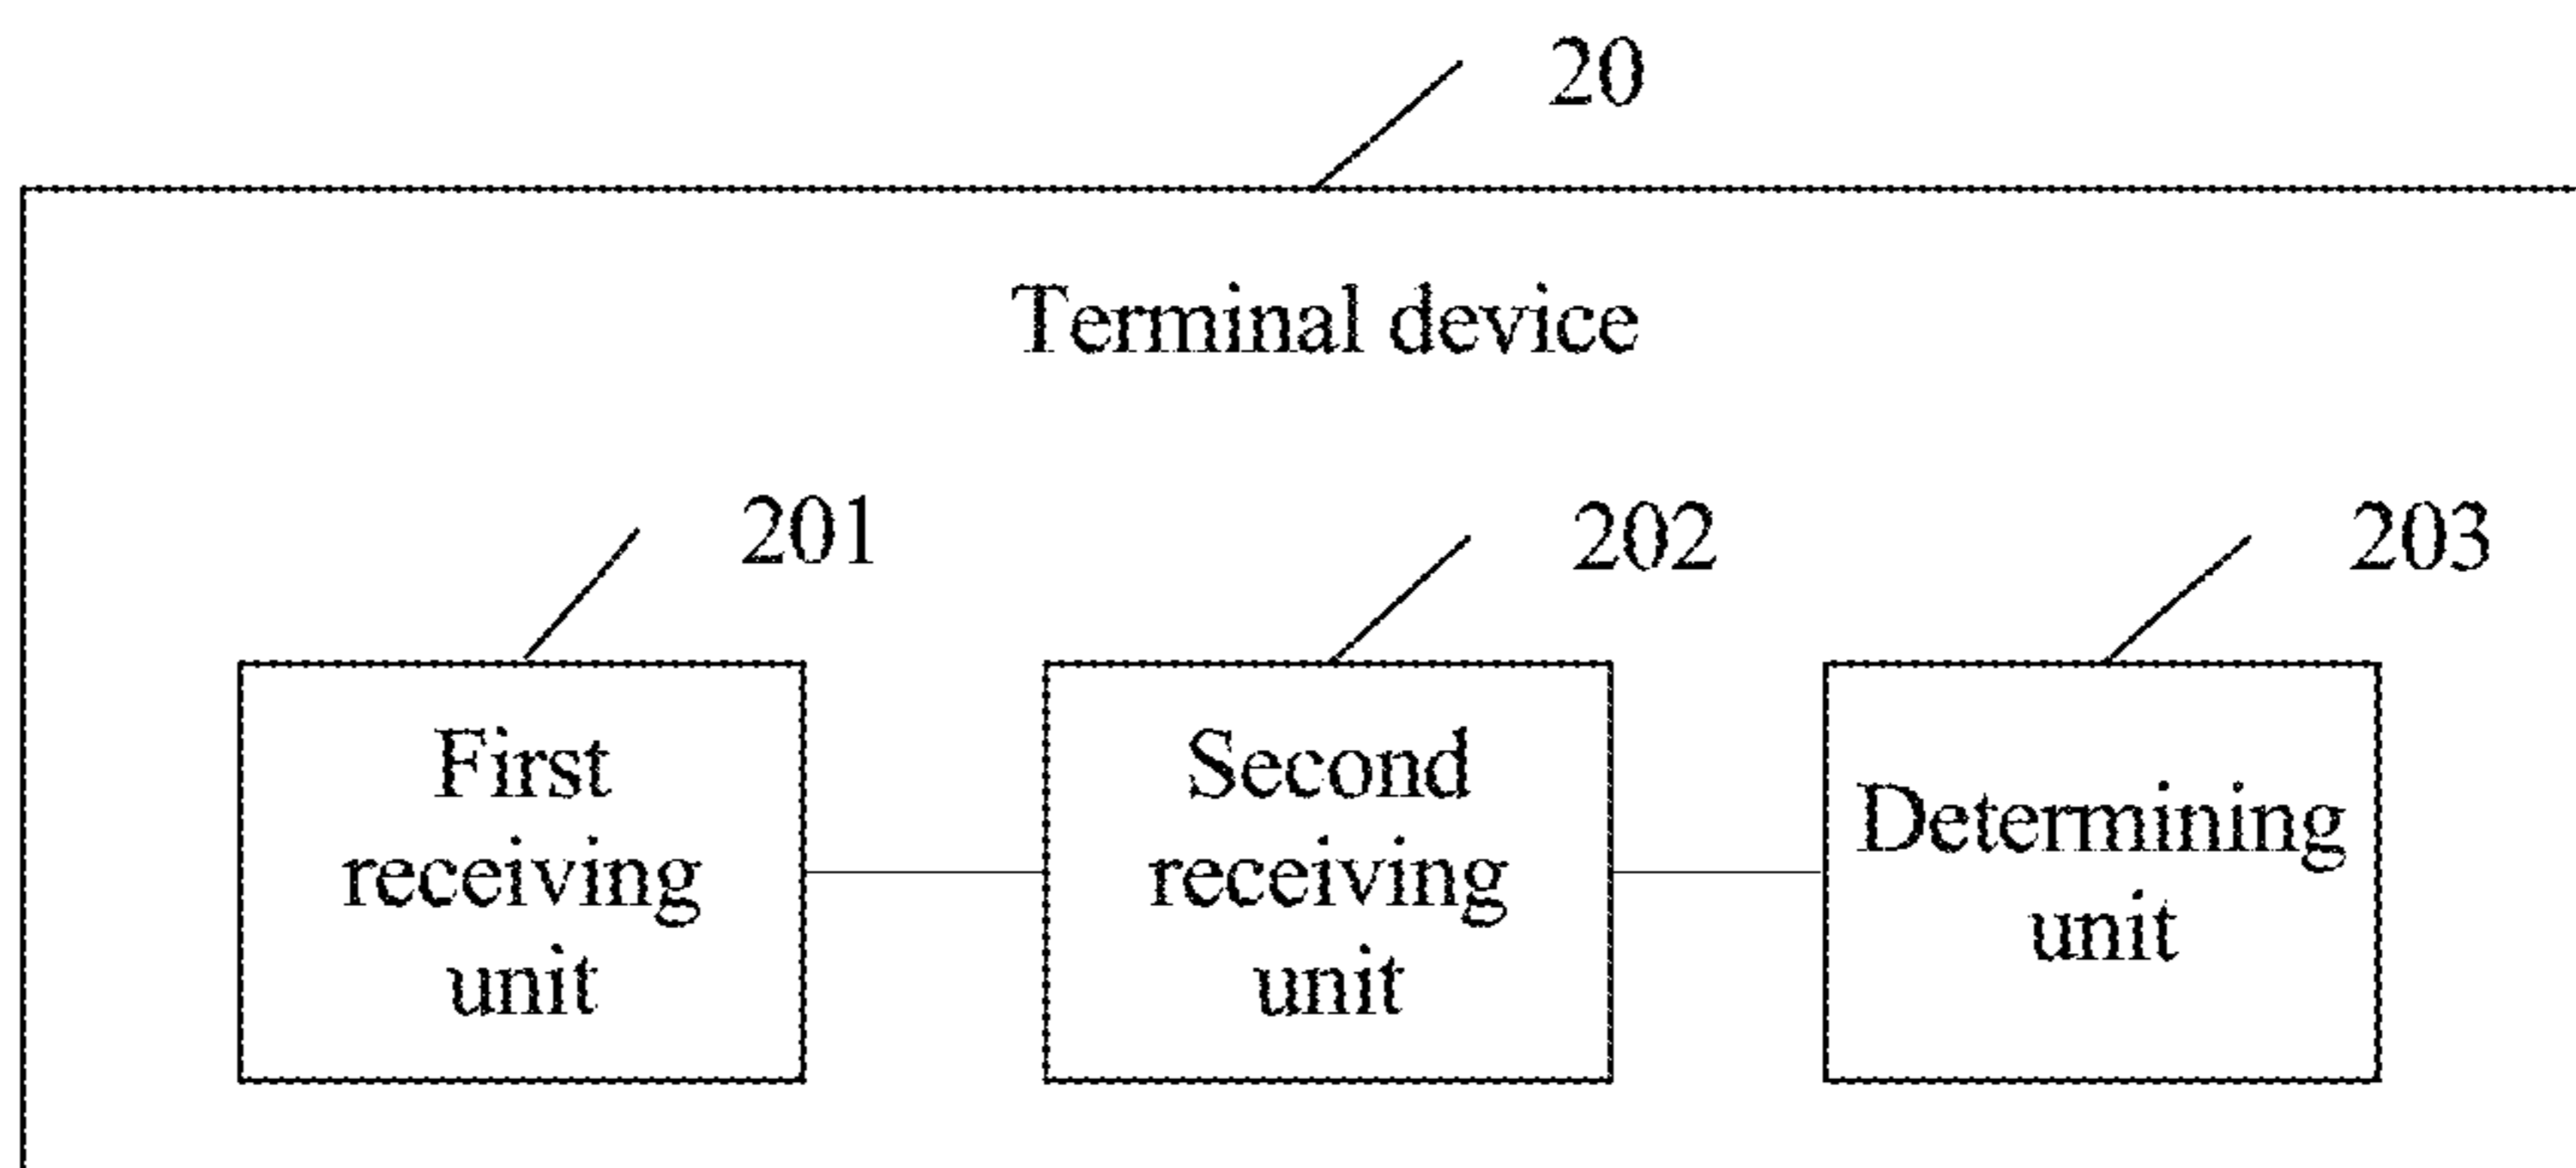 20
Terminal device
201
202
203
First
receiving
unit
Second
receiving
unit
Determining
unit